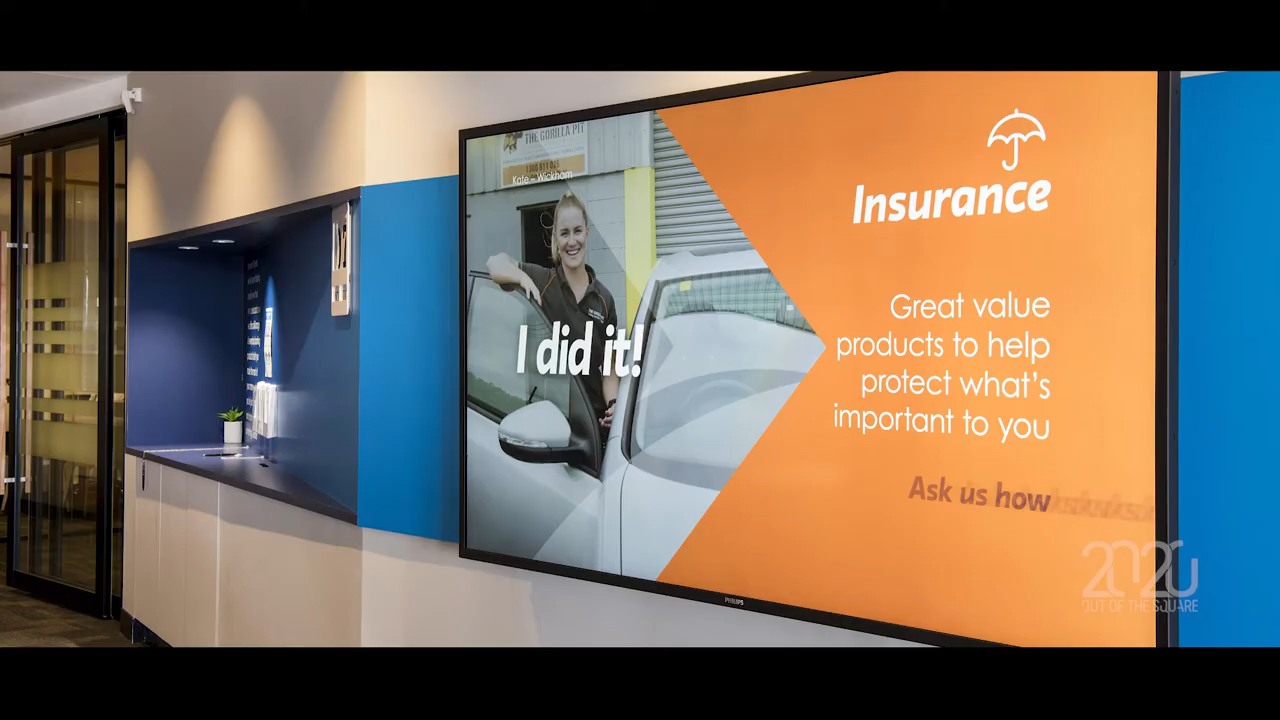 THE GORILLA PIT
Kate – Wickham
I did it!
Insurance
Great value
products to help
protect what's
important to you
Ask us how
PHILIPS
2020
OUT OF THE SQUARE